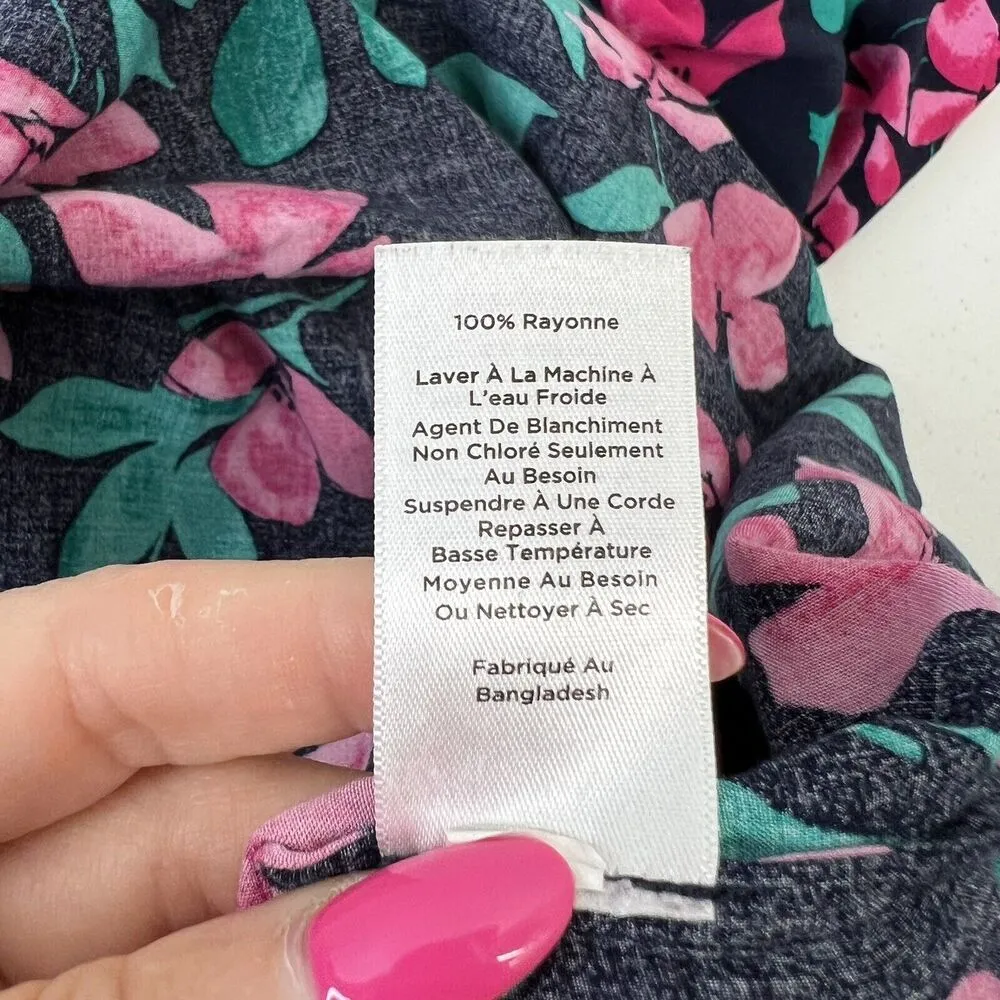 100% Rayonne
Laver À La Machine À
L'eau Froide
Agent De Blanchiment
Non Chloré Seulement
Au Besoin
Suspendre À Une Corde
Repasser À
Basse Température
Moyenne Au Besoin
Ou Nettoyer À Sec
Fabriqué Au
Bangladesh